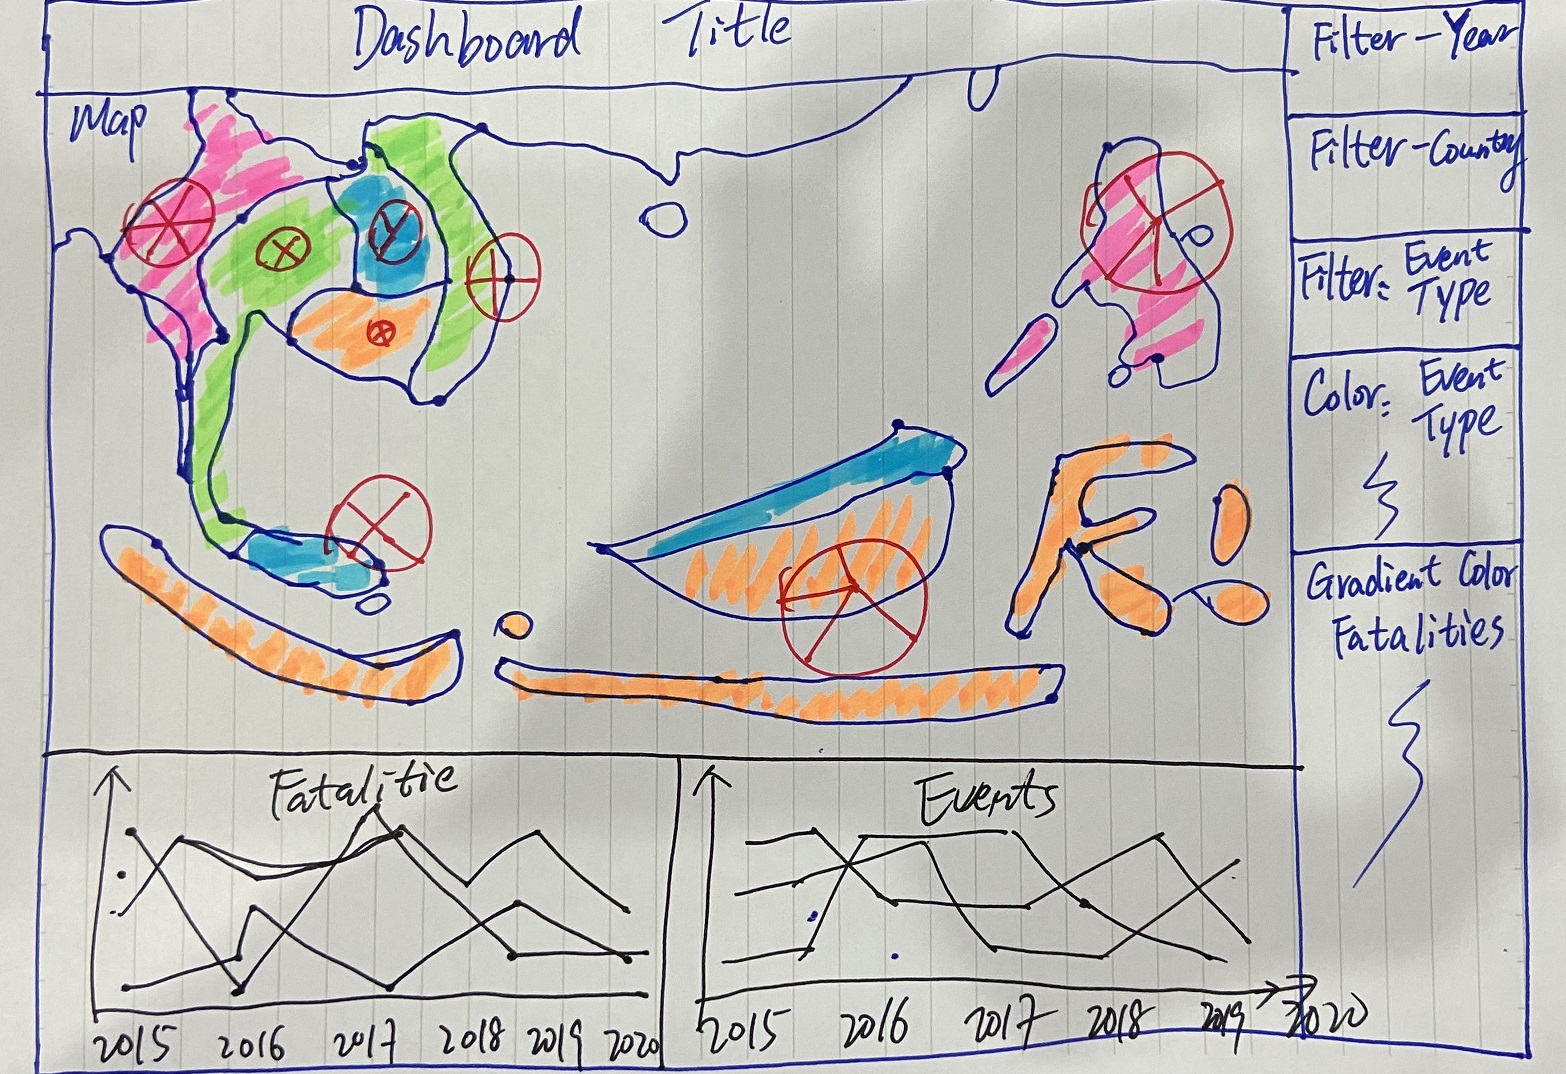 Dashboard Title
Map
Filter-Year
Filter-Country
Filter: Event
Type
Color: Event
Type
Gradient Color
Fatalities
Fatalitie
2015 2016 2017 2018 2019 2020
Events
2015 2016 2017 2018 2019 2020